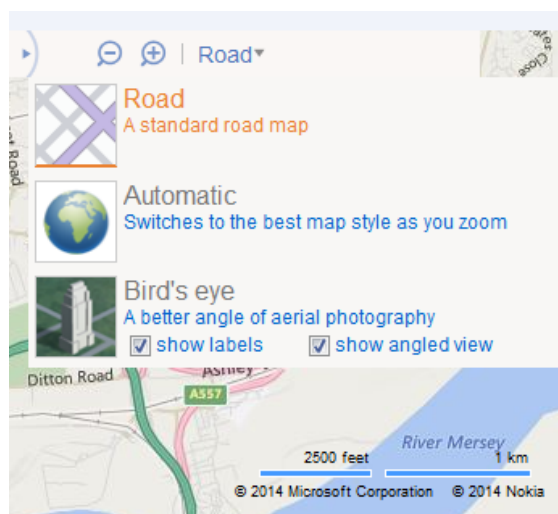 Road
Close
Road
A standard road map
Road
Automatic
Switches to the best map style as you zoom
Bird's eye
A better angle of aerial photography
show labels show angled view
Ditton Road
A557
River Mersey
2500 feet 1 km
© 2014 Microsoft Corporation © 2014 Nokia